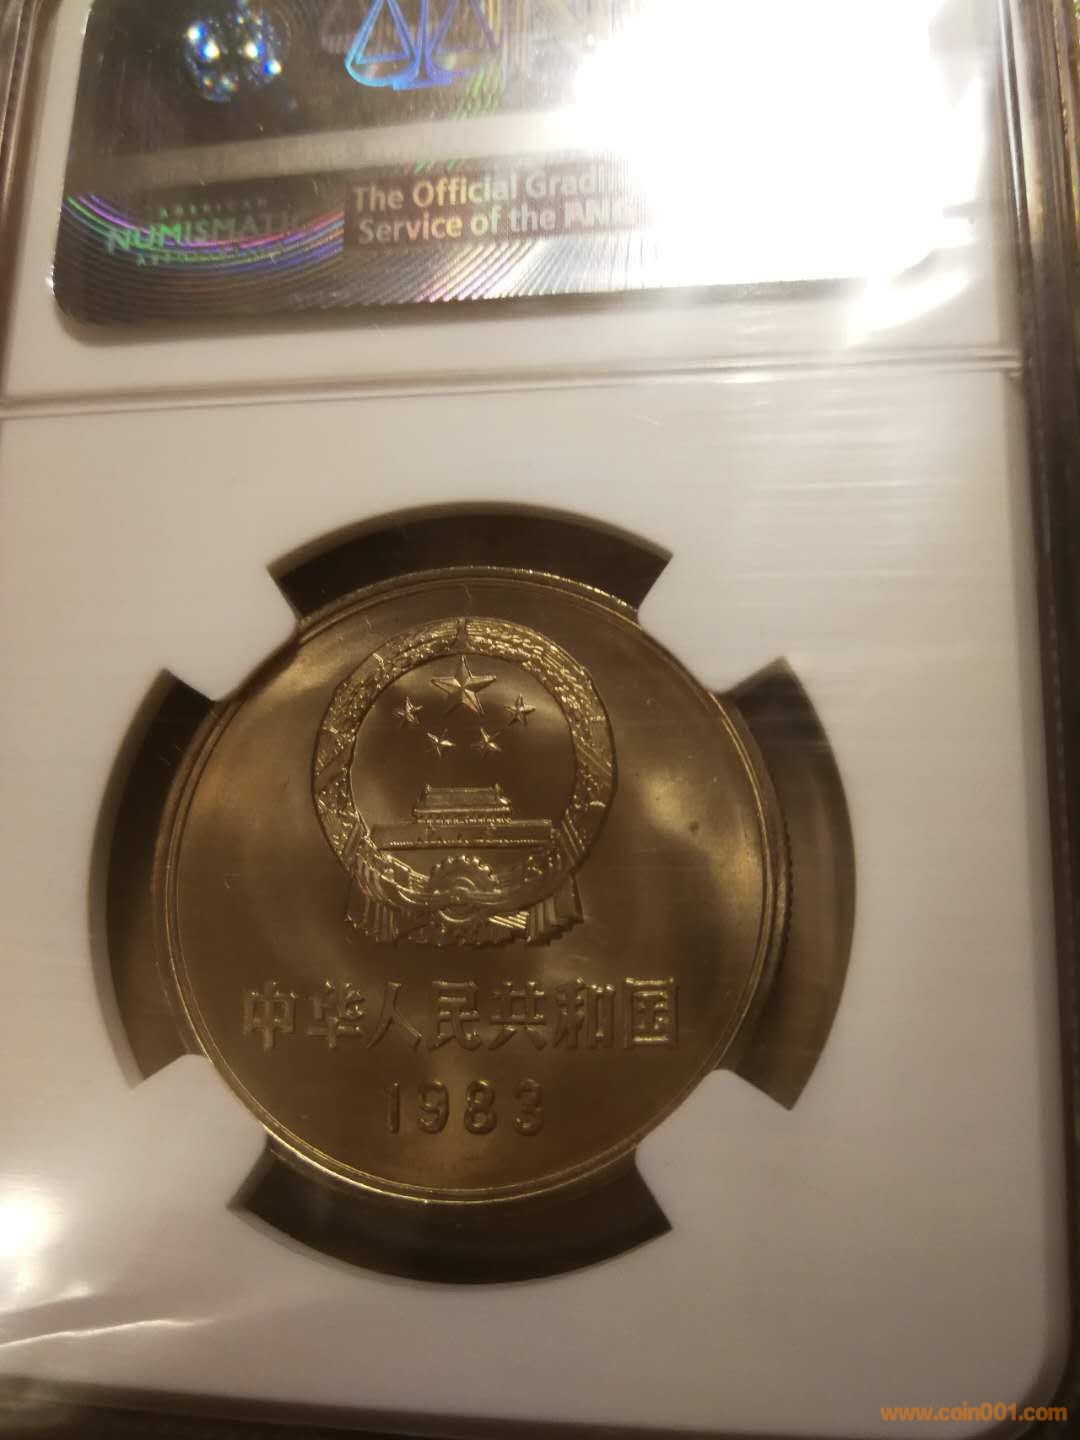 AMERICAN
NUMISMATIC
The Official Gradi
Service of the ANA
中华人民共和国
1983
www.coin001.com